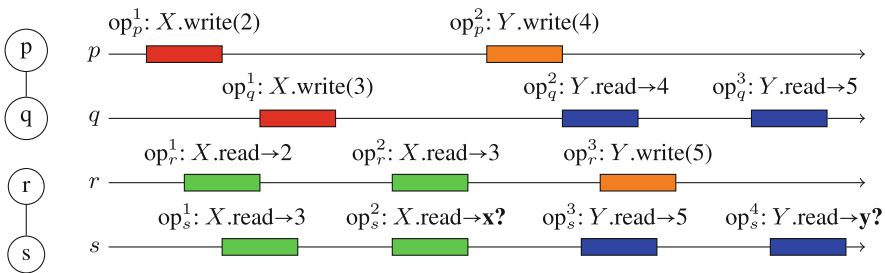 op¹ₚ: X.write(2) op²ₚ: Y.write(4)
p p
op¹_q: X.write(3) op²_q: Y.read→4 op³_q: Y.read→5
q q
op¹ᵣ: X.read→2 op²ᵣ: X.read→3 op³ᵣ: Y.write(5)
r r
op¹ₛ: X.read→3 op²ₛ: X.read→x? op³ₛ: Y.read→5 op⁴ₛ: Y.read→y?
s s